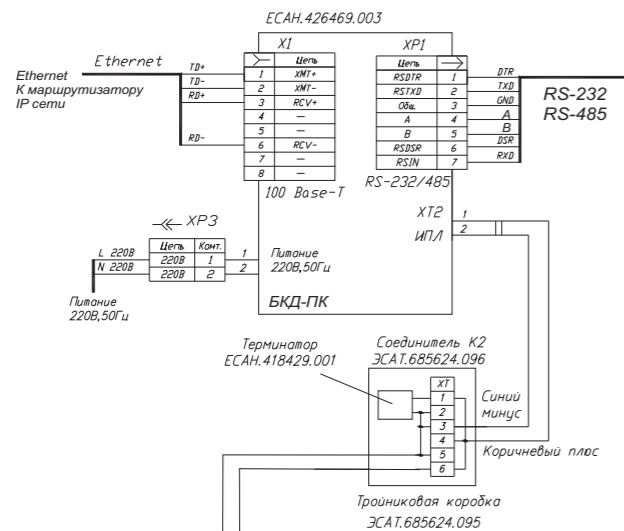 ЕСАН.426469.003
X1
Цепь
1 XMT+
2 XMT-
3 RCV+
4 —
5 —
6 RCV-
7 —
8 —
100 Base-T
Ethernet
TD+
TD-
RD+
RD-
Ethernet
К маршрутизатору
IP сети
XP1
Цепь
RSDTR 1 DTR
RSTXD 2 TXD
Общ. 3 GND
A 4 A
B 5 B
RSDSR 6 DSR
RSIN 7 RXD
RS-232/485
RS-232
RS-485
XT2
ИПЛ
1
2
XP3
Цепь Конт.
L 220В 220В 1 1
N 220В 220В 2 2
Питание
220В,50Гц
Питание
220В,50Гц
БКД-ПК
Терминатор
ЕСАН.418429.001
Соединитель К2
ЭСАТ.685624.096
XT
1
2
3
4
5
6
Синий
минус
Коричневый плюс
Тройниковая коробка
ЭСАТ.685624.095